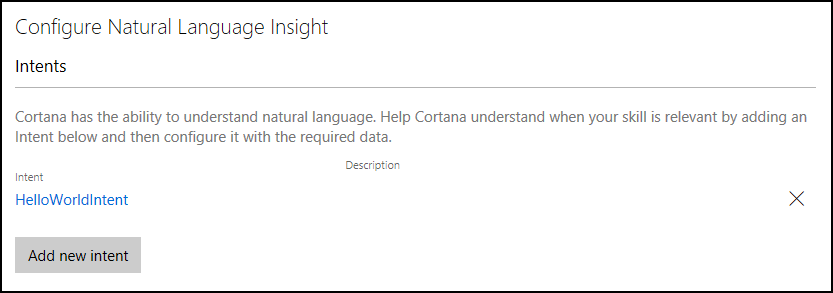 Configure Natural Language Insight
Intents
Cortana has the ability to understand natural language. Help Cortana understand when your skill is relevant by adding an
Intent below and then configure it with the required data.
Description
Intent
HelloWorldIntent
Add new intent